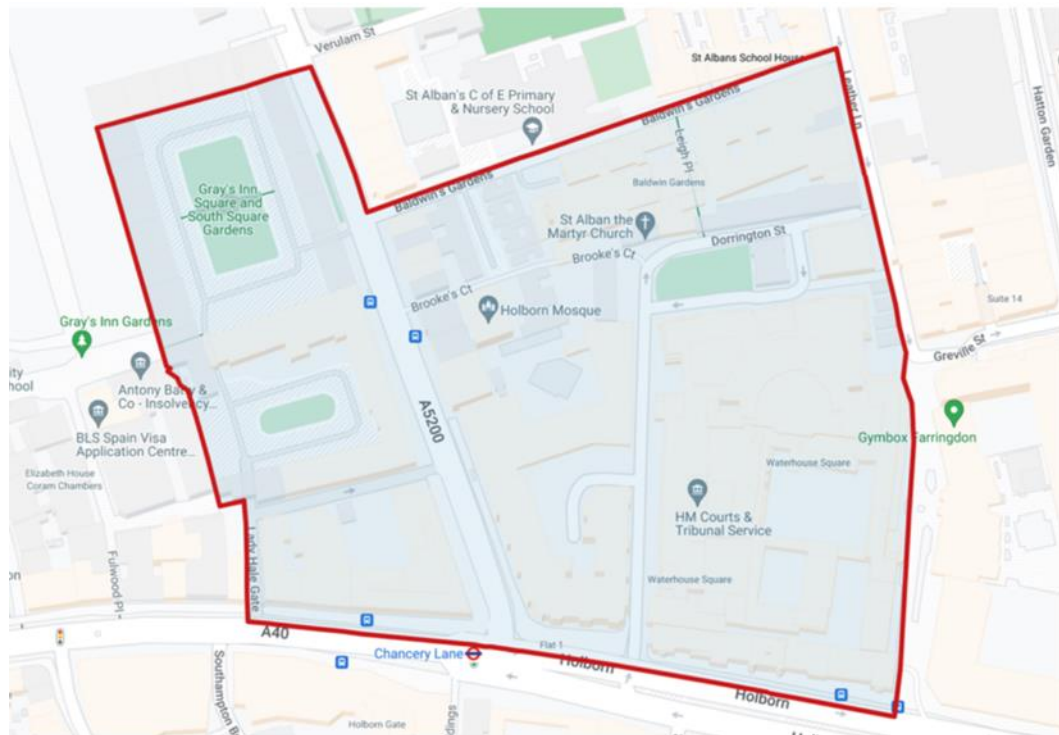 Verulam St
St Albans School House
St Alban's C of E Primary
& Nursery School
Leather Ln
Hatton Garden
Baldwin's Gardens
Leigh Pl
Baldwin Gardens
Baldwin's Gardens
Gray's Inn
Square and
South Square
Gardens
St Alban the
Martyr Church
Dorrington St
Brooke's Ct
Brooke's Ct
Holborn Mosque
Suite 14
Gray's Inn Gardens
Greville St
Antony Batty &
Co - Insolvency...
A5200
BLS Spain Visa
Application Centre...
Gymbox Farringdon
Elizabeth House
Coram Chambers
Waterhouse Square
HM Courts &
Tribunal Service
Lady Hale Gate
Fulwood Pl
Waterhouse Square
A40
Flat 1
Chancery Lane
Holborn
Holborn
Holborn Gate